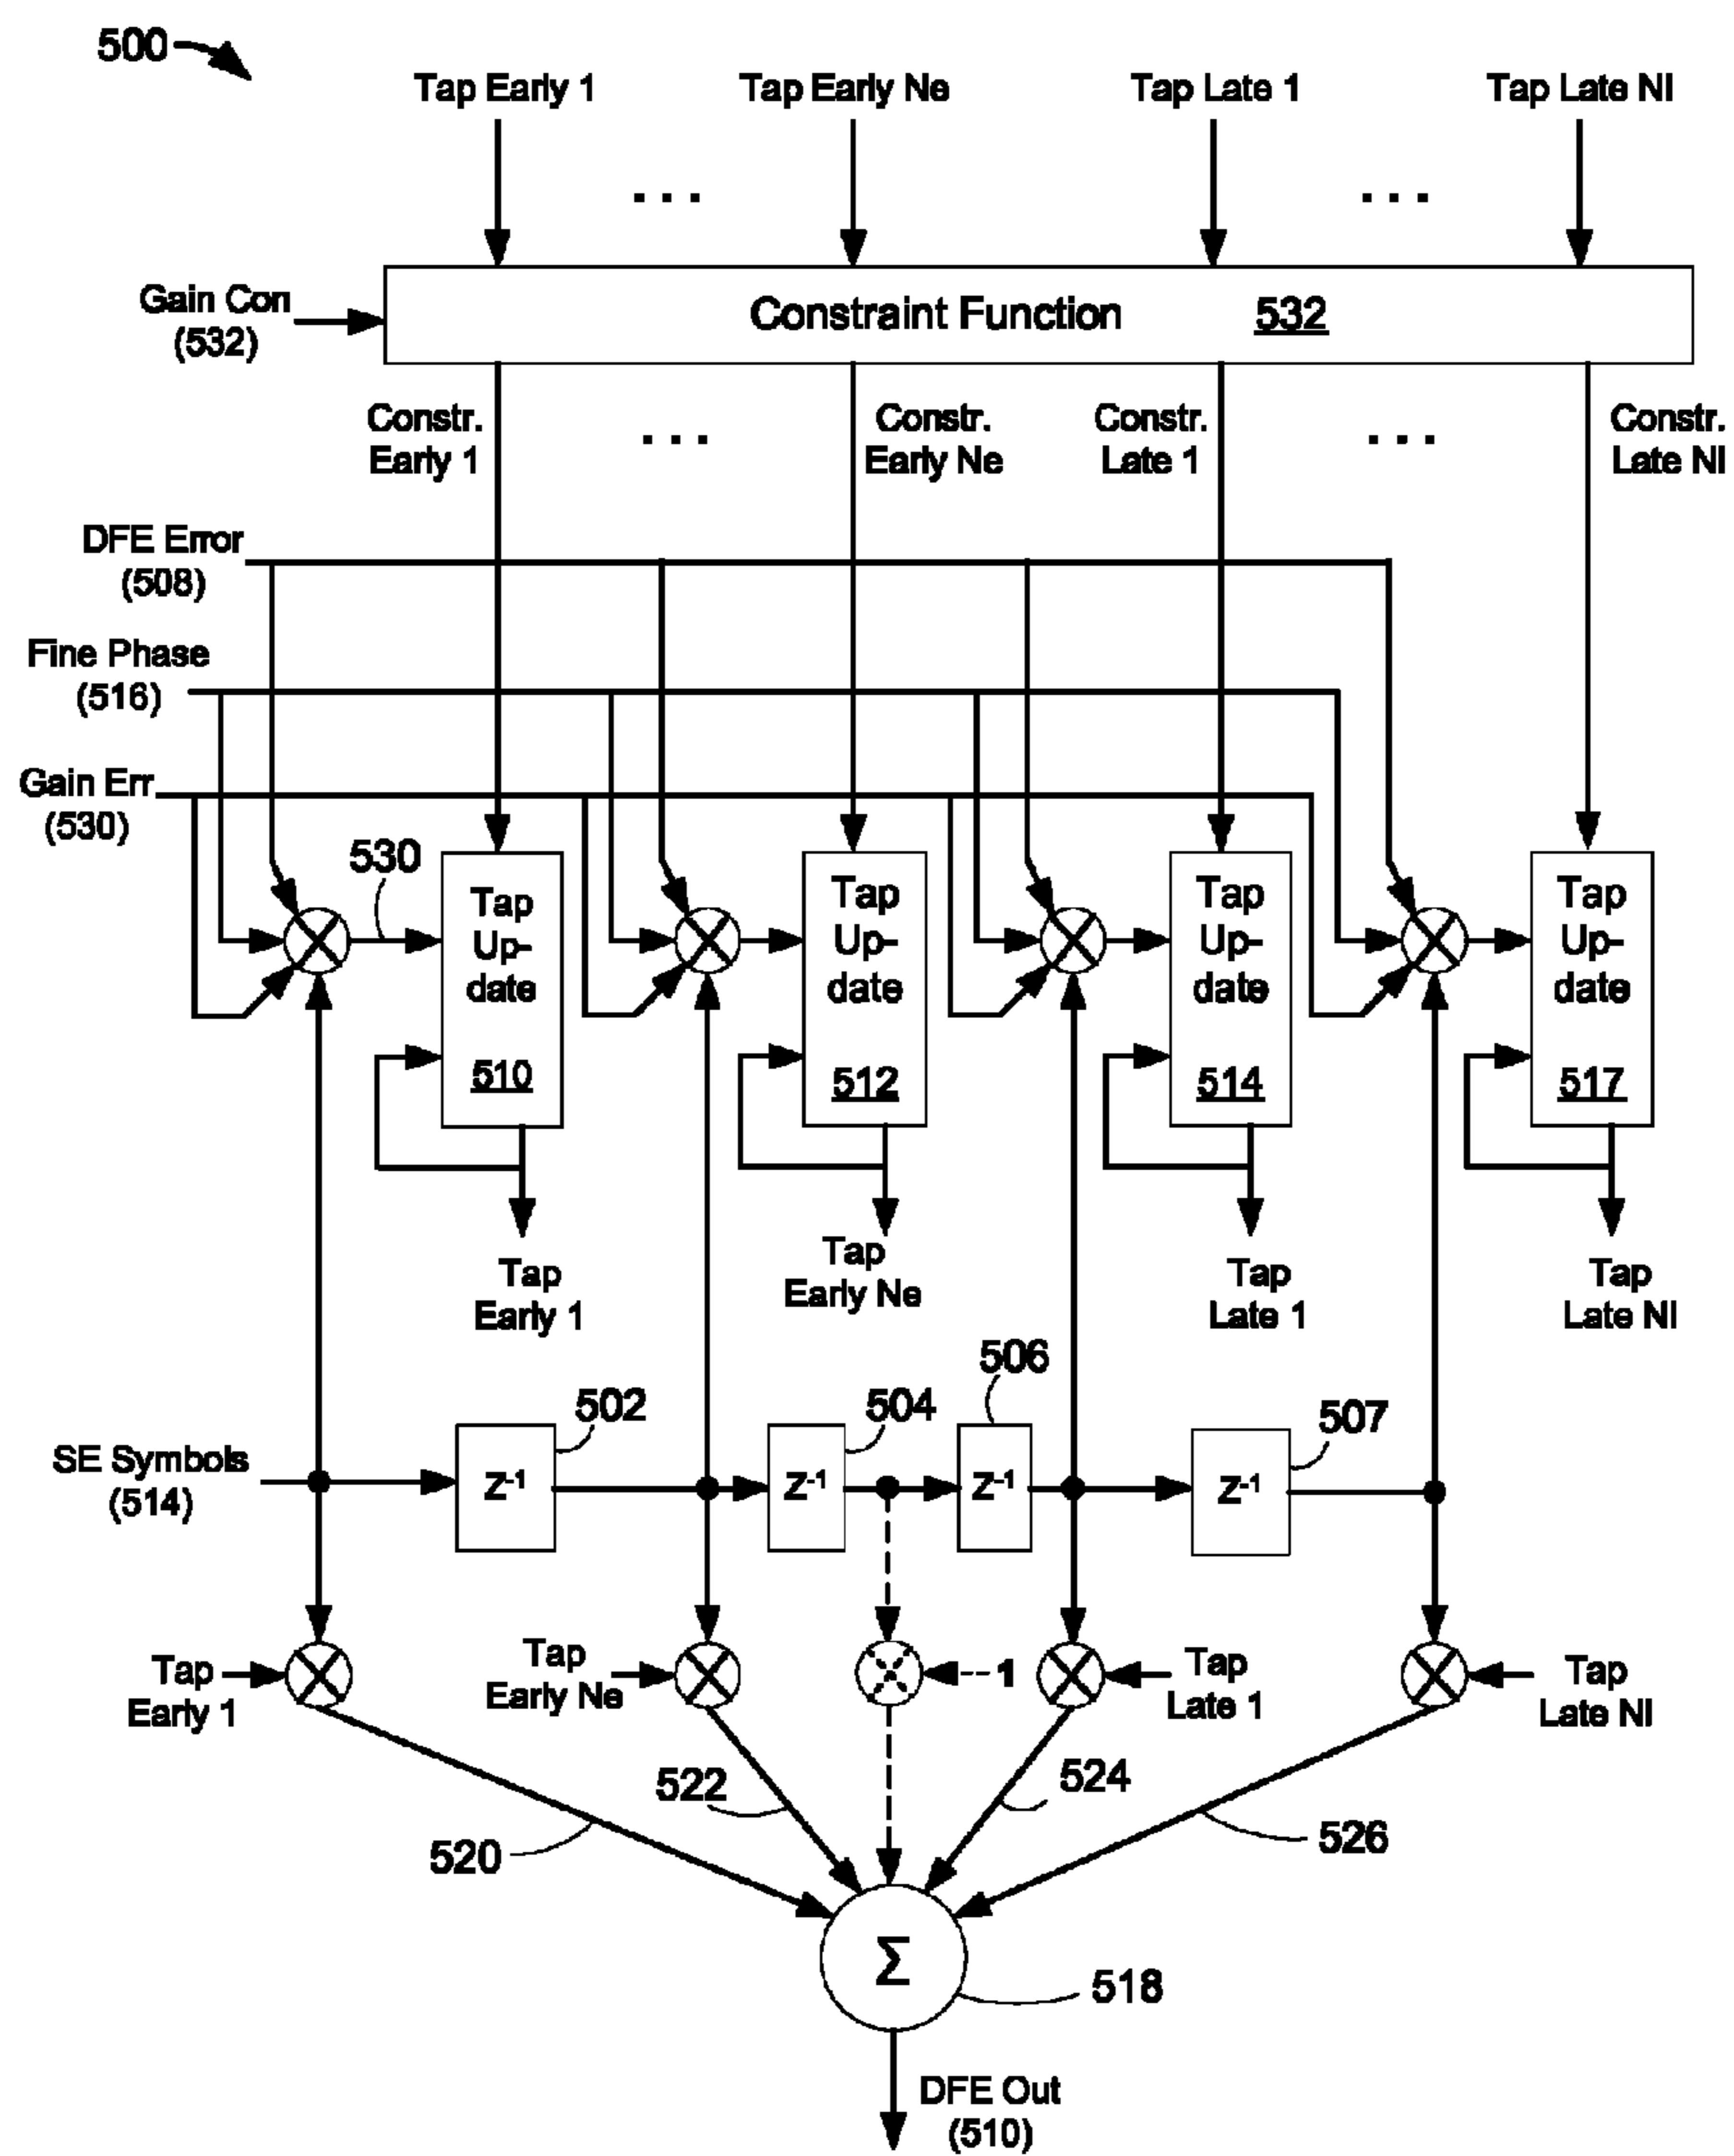 500
Tap Early 1
Tap Early Ne
Tap Late 1
Tap Late Nl
. . .
. . .
Gain Con
(532)
Constraint Function 532
Constr.
Early 1
. . .
Constr.
Early Ne
Constr.
Late 1
. . .
Constr.
Late Nl
DFE Error
(508)
Fine Phase
(516)
Gain Err
(530)
530
Tap
Up-
date
510
Tap
Up-
date
512
Tap
Up-
date
514
Tap
Up-
date
517
Tap
Early 1
Tap
Early Ne
Tap
Late 1
Tap
Late Nl
SE Symbols
(514)
Z-1
502
Z-1
504
Z-1
506
Z-1
507
Tap
Early 1
Tap
Early Ne
1
Tap
Late 1
Tap
Late Nl
520
522
524
526
Σ
518
DFE Out
(510)